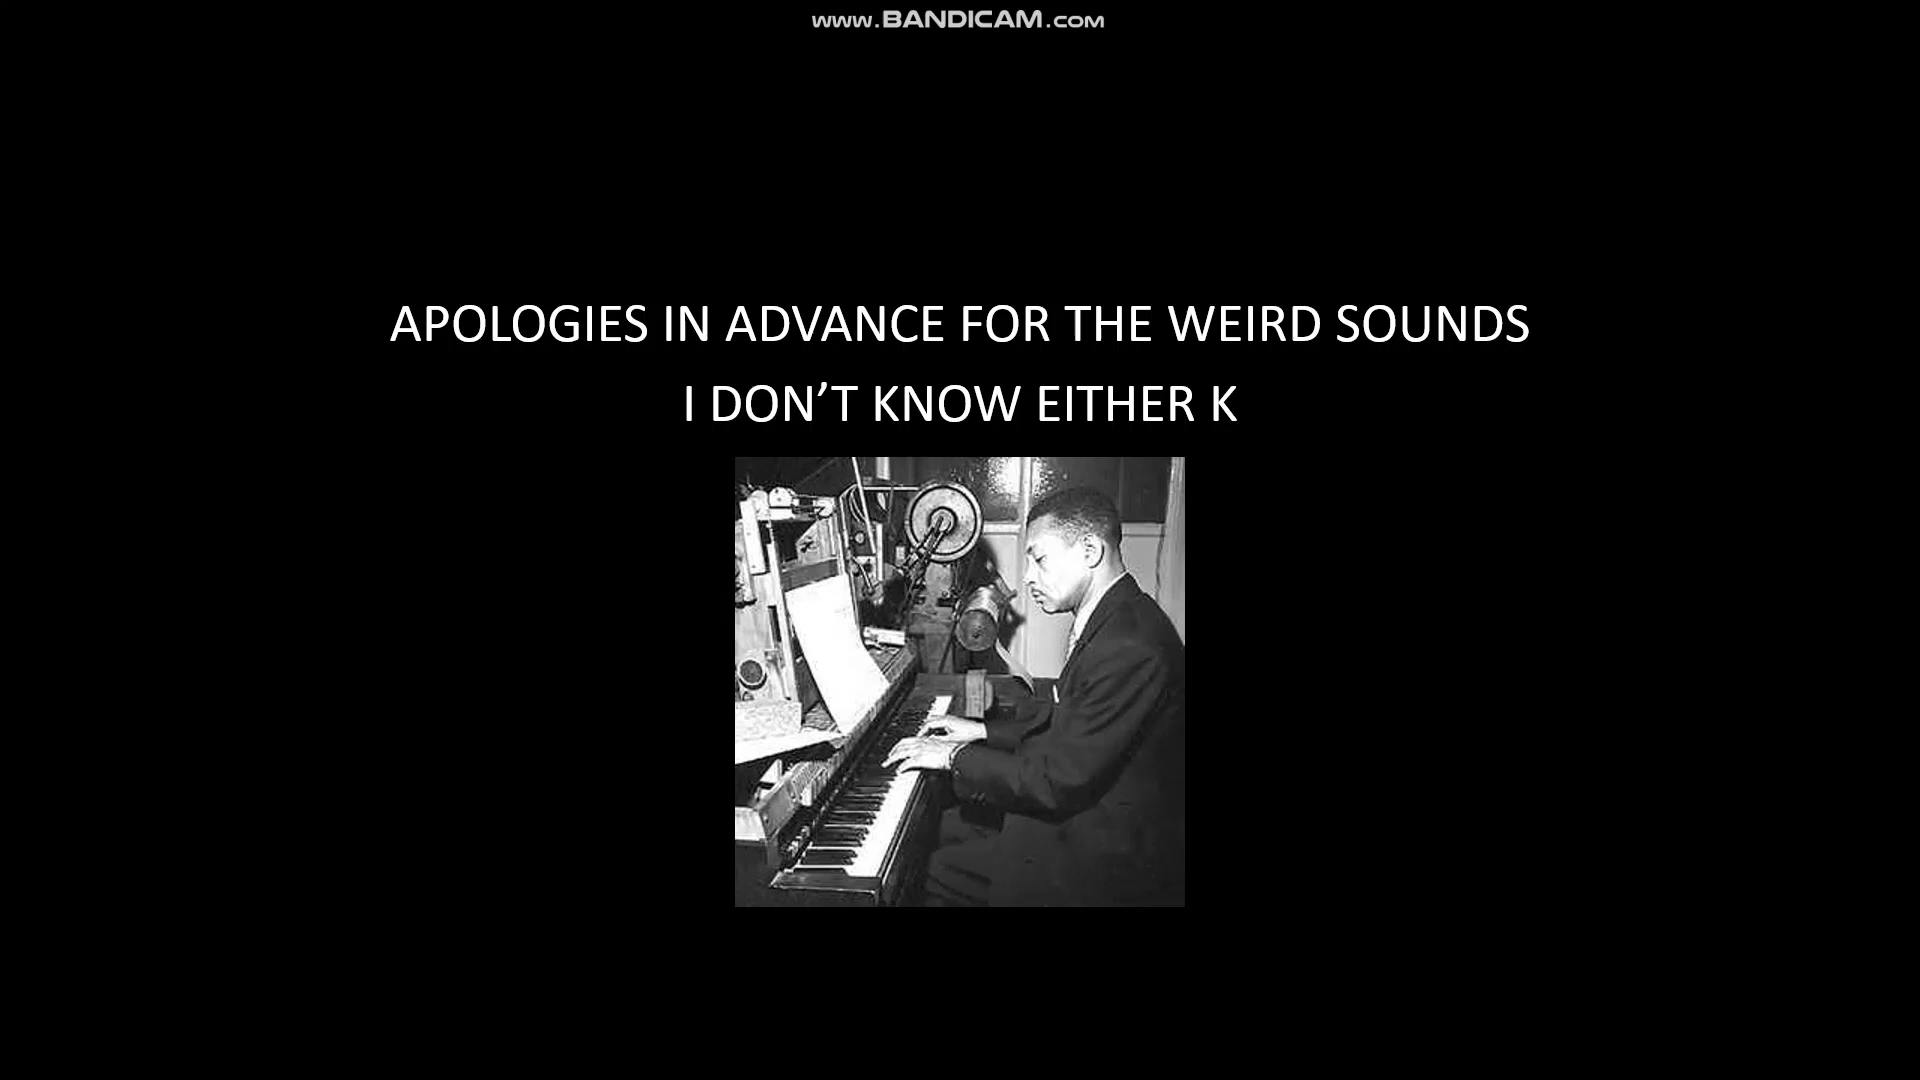 www.BANDICAM.com
APOLOGIES IN ADVANCE FOR THE WEIRD SOUNDS
I DON’T KNOW EITHER K